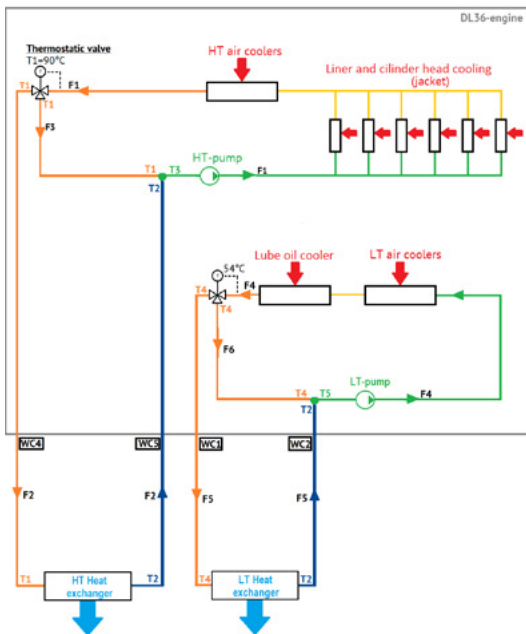 DL36-engine
Thermostatic valve
T1=90°C
HT air coolers
Liner and cilinder head cooling
(jacket)
T1
F1
T1
F3
HT-pump
T1
T3
F1
T2
54°C
Lube oil cooler
LT air coolers
T4
F4
T4
F6
LT-pump
T4
T5
F4
T2
WC4
WC3
WC1
WC2
F2
F2
F5
F5
T1
HT Heat
exchanger
T2
T4
LT Heat
exchanger
T2